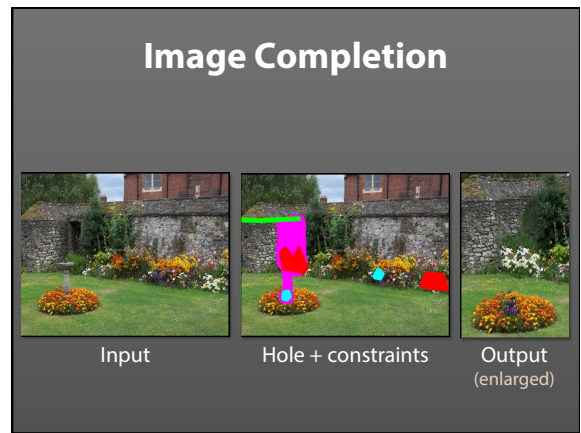 Image Completion
Input
Hole + constraints
Output
(enlarged)